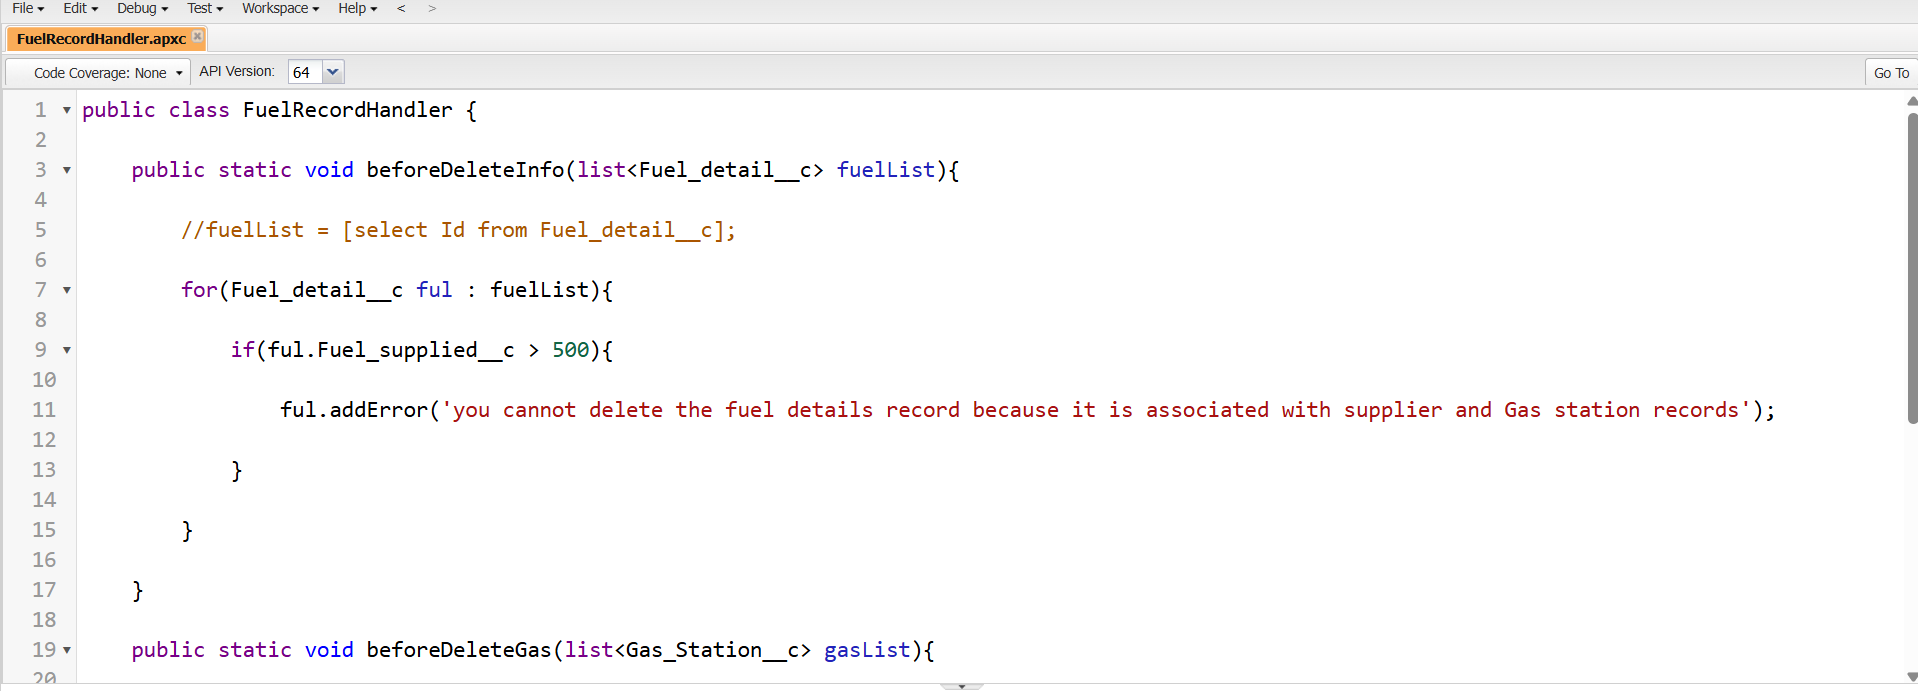 File Edit Debug Test Workspace Help < >
FuelRecordHandler.apxc
Code Coverage: None API Version: 64 Go To
1 public class FuelRecordHandler {
2
3 public static void beforeDeleteInfo(list<Fuel_detail__c> fuelList){
4
5 //fuelList = [select Id from Fuel_detail__c];
6
7 for(Fuel_detail__c ful : fuelList){
8
9 if(ful.Fuel_supplied__c > 500){
10
11 ful.addError('you cannot delete the fuel details record because it is associated with supplier and Gas station records');
12
13 }
14
15 }
16
17 }
18
19 public static void beforeDeleteGas(list<Gas_Station__c> gasList){
20